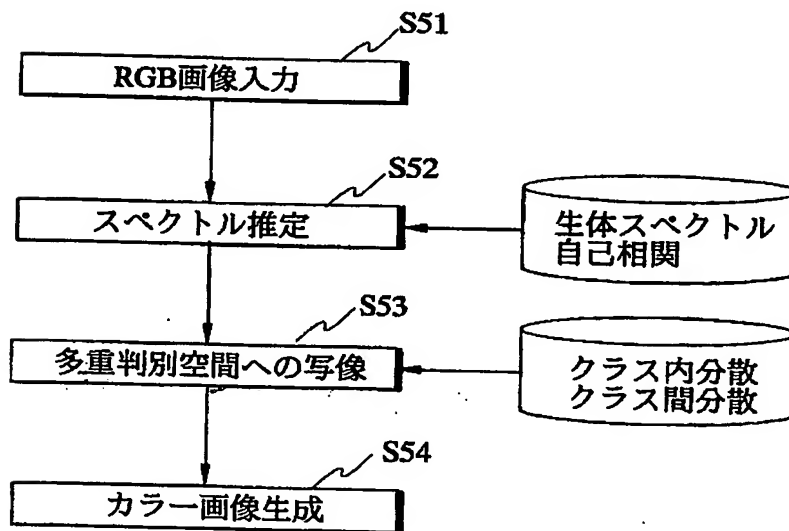 S51
RGB画像入力
S52
スペクトル推定
生体スペクトル
自己相関
S53
多重判別空間への写像
クラス内分散
クラス間分散
S54
カラー画像生成